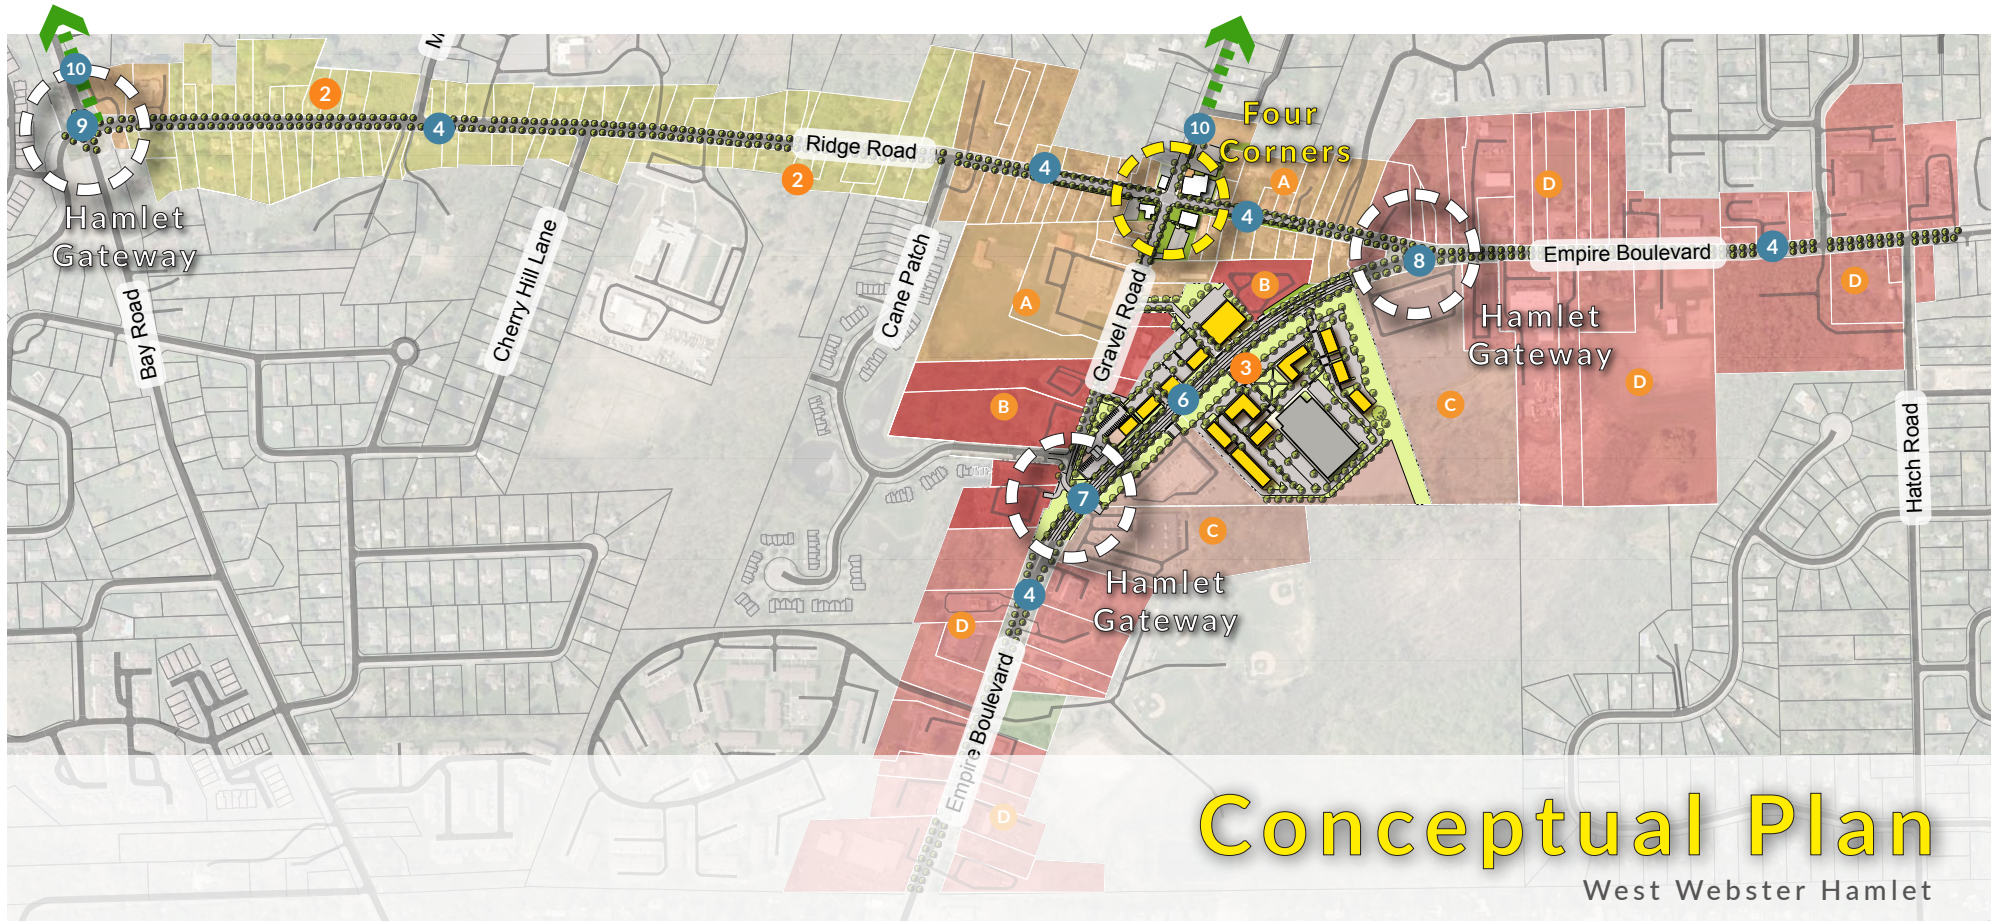 10
9
2
4
M
Ridge Road
2
4
10
Four
Corners
A
4
8
D
Empire Boulevard
4
D
Hamlet
Gateway
Bay Road
Cherry Hill Lane
Cane Patch
A
Gravel Road
B
Hamlet
Gateway
3
6
B
C
D
Hatch Road
7
C
4
Hamlet
Gateway
D
Empire Boulevard
D
Conceptual Plan
West Webster Hamlet